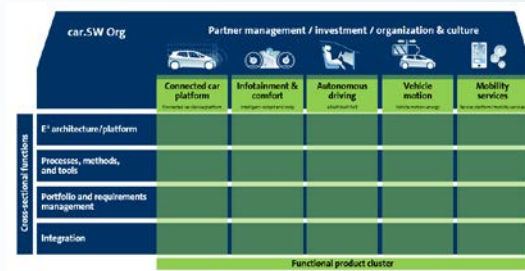 car.SW Org
Partner management / investment / organization & culture
Connected car
platform
Infotainment &
comfort
Autonomous
driving
Vehicle
motion
Mobility
services
Cross-sectional functions
E³ architecture/platform
Processes, methods,
and tools
Portfolio and requirements
management
Integration
Functional product cluster